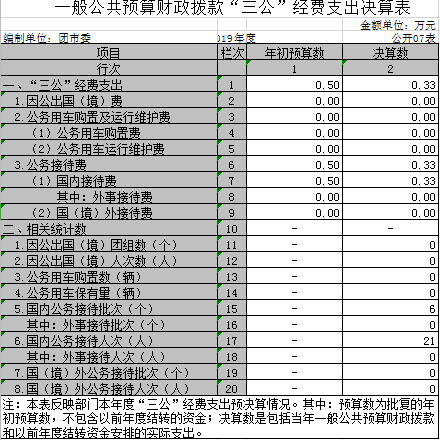 一般公共预算财政拨款“三公”经费支出决算表
金额单位：万元
编制单位：团市委 019年度 公开07表
项目 栏次 年初预算数 决算数
行次 1 2
一、“三公”经费支出 1 0.50 0.33
1.因公出国（境）费 2 0.00 0.00
2.公务用车购置及运行维护费 3 0.00 0.00
（1）公务用车购置费 4 0.00 0.00
（2）公务用车运行维护费 5 0.00 0.00
3.公务接待费 6 0.50 0.33
（1）国内接待费 7 0.50 0.33
其中：外事接待费 8 0.00 0.00
（2）国（境）外接待费 9 0.00 0.00
二、相关统计数 10 - -
1.因公出国（境）团组数（个） 11 - 0
2.因公出国（境）人次数（人） 12 - 0
3.公务用车购置数（辆） 13 - 0
4.公务用车保有量（辆） 14 - 0
5.国内公务接待批次（个） 15 - 6
其中：外事接待批次（个） 16 - 0
6.国内公务接待人次（人） 17 - 21
其中：外事接待人次（人） 18 - 0
7.国（境）外公务接待批次（个） 19 - 0
8.国（境）外公务接待人次（人） 20 - 0
注：本表反映部门本年度“三公”经费支出预决算情况。其中：预算数为批复的年
初预算数，不包含以前年度结转的资金；决算数是包括当年一般公共预算财政拨款
和以前年度结转资金安排的实际支出。